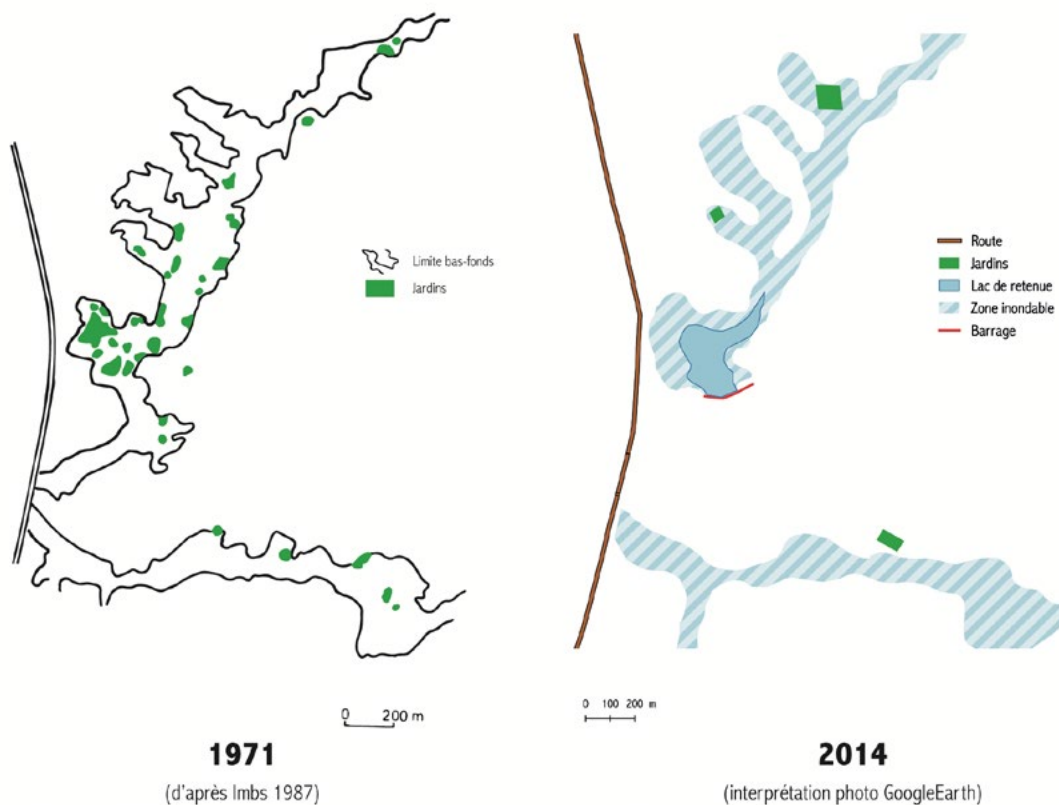 Limite bas-fonds
Jardins
0 200 m
1971
(d'après Imbs 1987)
Route
Jardins
Lac de retenue
Zone inondable
Barrage
0 100 200 m
2014
(interprétation photo GoogleEarth)